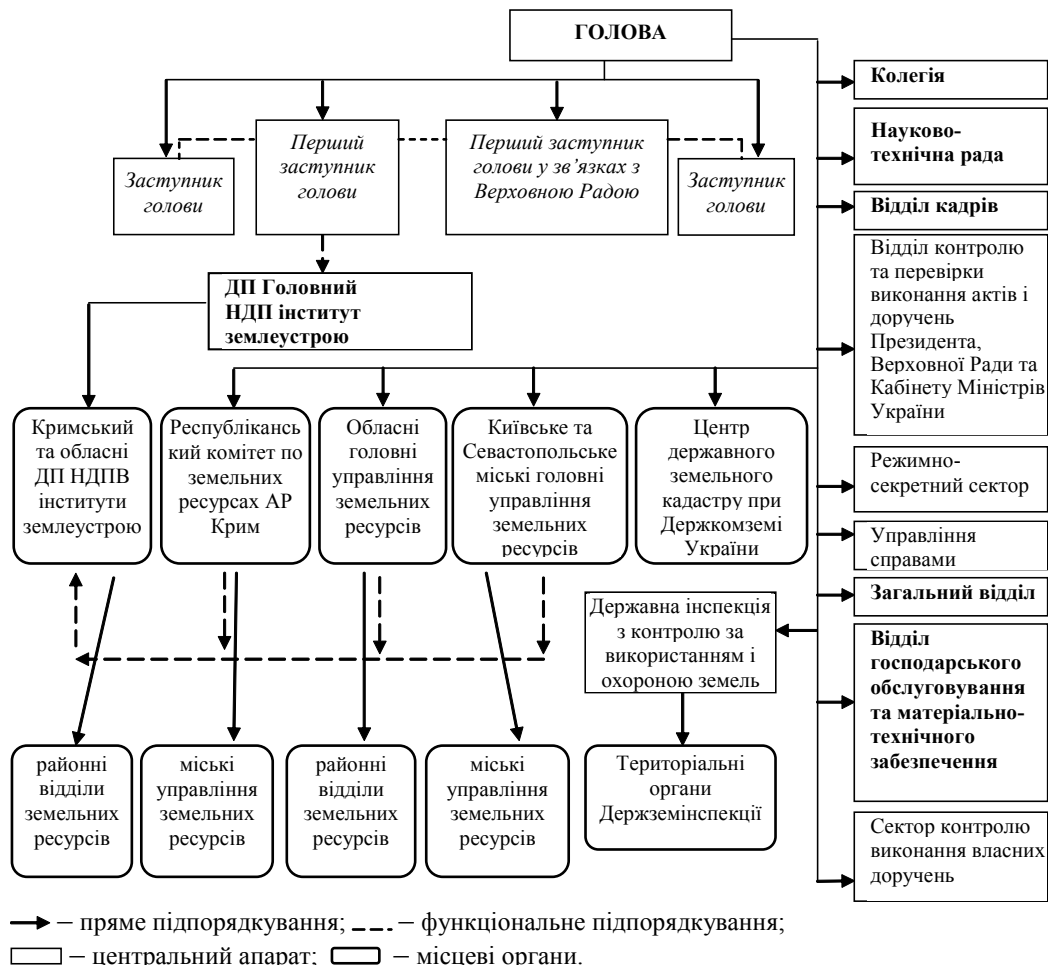 ГОЛОВА
Заступник
голови
Перший
заступник
голови
Перший заступник
голови у зв’язках з
Верховною Радою
Заступник
голови
ДП Головний
НДП інститут
землеустрою
Кримський
та обласні
ДП НДПВ
інститути
землеустрою
Республікансь
кий комітет по
земельних
ресурсах АР
Крим
Обласні
головні
управління
земельних
ресурсів
Київське та
Севастопольське
міські головні
управління
земельних
ресурсів
Центр
державного
земельного
кадастру при
Держкомземі
України
Державна інспекція
з контролю за
використанням і
охороною земель
районні
відділи
земельних
ресурсів
міські
управління
земельних
ресурсів
районні
відділи
земельних
ресурсів
міські
управління
земельних
ресурсів
Територіальні
органи
Держземінспекції
Колегія
Науково-
технічна рада
Відділ кадрів
Відділ контролю
та перевірки
виконання актів і
доручень
Президента,
Верховної Ради та
Кабінету Міністрів
України
Режимно-
секретний сектор
Управління
справами
Загальний відділ
Відділ
господарського
обслуговування
та матеріально-
технічного
забезпечення
Сектор контролю
виконання власних
доручень
– пряме підпорядкування; – функціональне підпорядкування;
– центральний апарат; – місцеві органи.